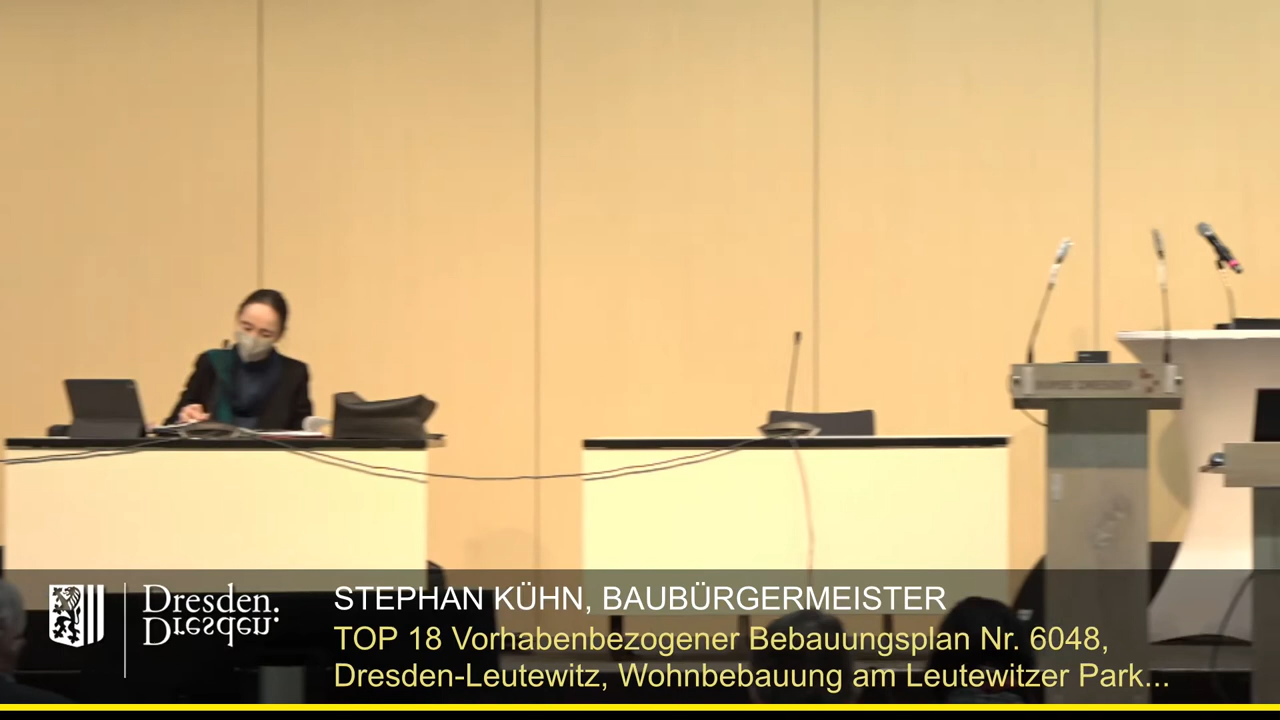 Dresden.
Dresden.
STEPHAN KÜHN, BAUBÜRGERMEISTER
TOP 18 Vorhabenbezogener Bebauungsplan Nr. 6048,
Dresden-Leutewitz, Wohnbebauung am Leutewitzer Park...